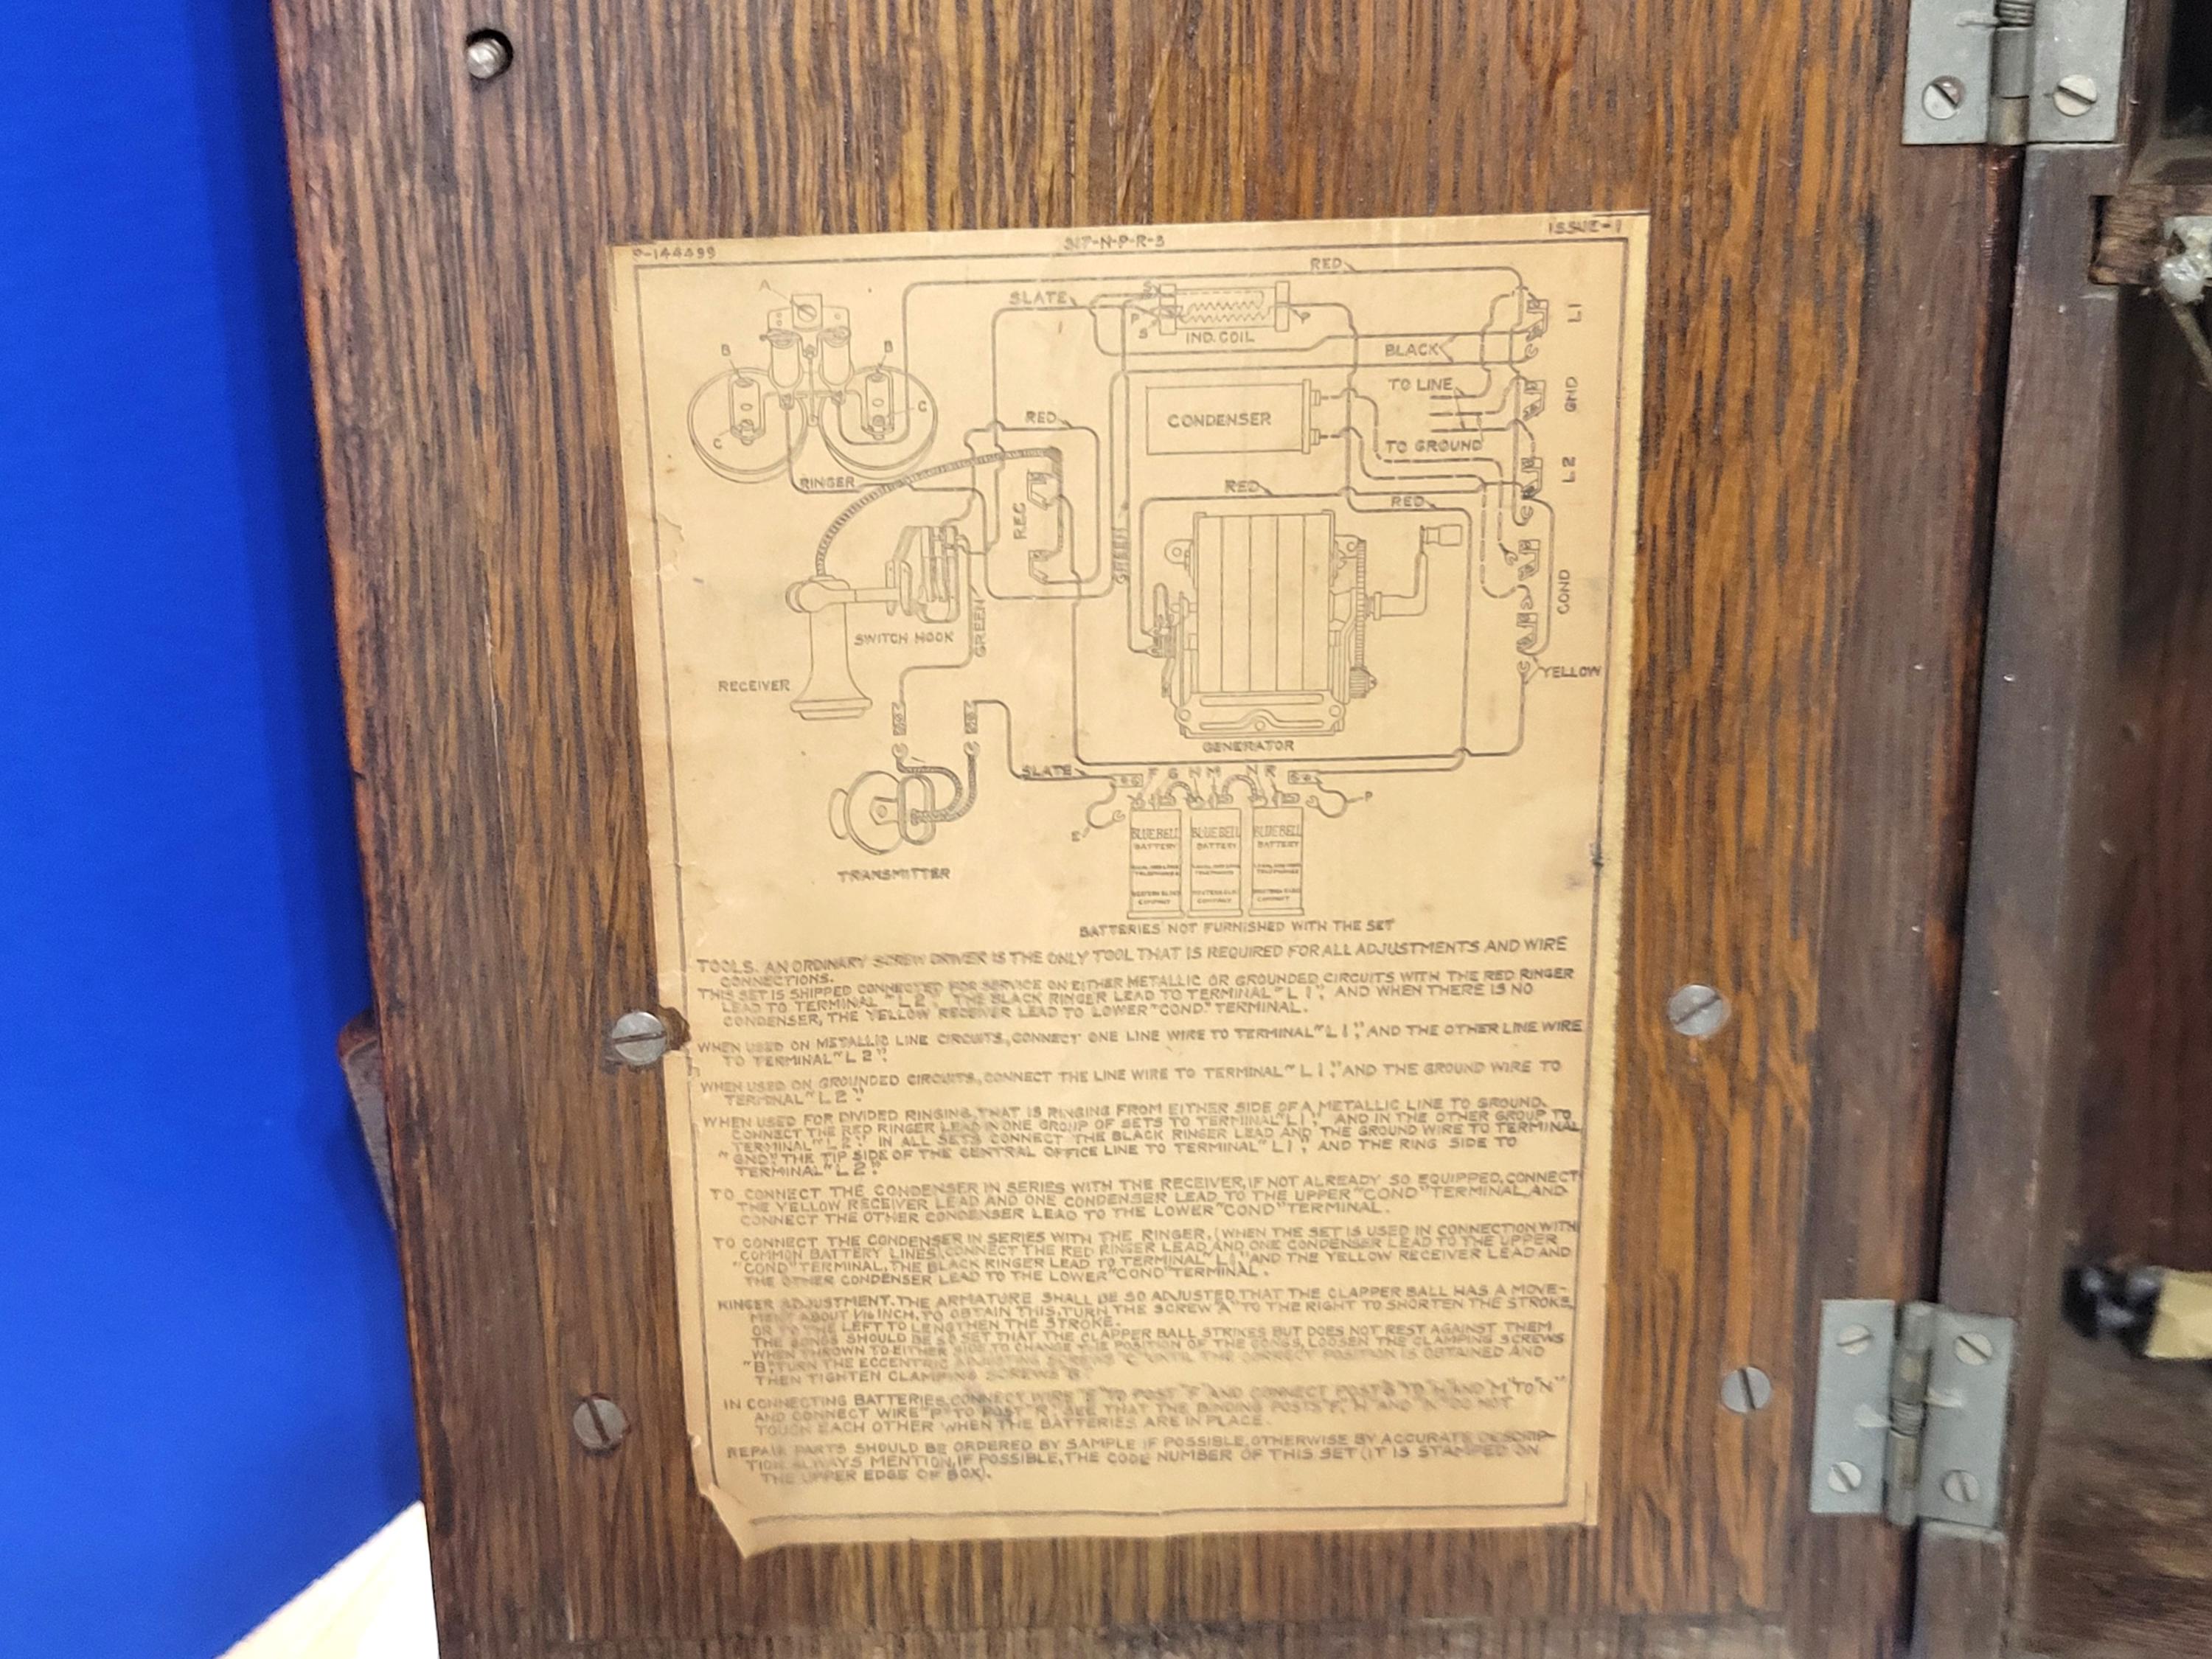 P-144499
317-N-P-R-S
ISSUE-1
RED
A
SLATE
S
P
S
P
IND. COIL
L1
BLACK
B
B
TO LINE
GND
C
C
RED
CONDENSER
TO GROUND
L2
RINGER
RED
RED
REC
GREEN
COND
SWITCH HOOK
GREEN
RECEIVER
YELLOW
GENERATOR
SLATE
F G H M N R
P
E
BLUE BELL BLUE BELL BLUE BELL
BATTERY BATTERY BATTERY
TRANSMITTER
BATTERIES NOT FURNISHED WITH THE SET
TOOLS. AN ORDINARY SCREW DRIVER IS THE ONLY TOOL THAT IS REQUIRED FOR ALL ADJUSTMENTS AND WIRE
CONNECTIONS.
THIS SET IS SHIPPED CONNECTED FOR SERVICE ON EITHER METALLIC OR GROUNDED CIRCUITS WITH THE RED RINGER
LEAD TO TERMINAL "L 2". THE BLACK RINGER LEAD TO TERMINAL "L 1", AND WHEN THERE IS NO
CONDENSER, THE YELLOW RECEIVER LEAD TO LOWER "COND." TERMINAL.
WHEN USED ON METALLIC LINE CIRCUITS, CONNECT ONE LINE WIRE TO TERMINAL "L 1", AND THE OTHER LINE WIRE
TO TERMINAL "L 2".
WHEN USED ON GROUNDED CIRCUITS, CONNECT THE LINE WIRE TO TERMINAL "L 1", AND THE GROUND WIRE TO
TERMINAL "L 2".
WHEN USED FOR DIVIDED RINGING, THAT IS RINGING FROM EITHER SIDE OF A METALLIC LINE TO GROUND.
CONNECT THE RED RINGER LEAD IN ONE GROUP OF SETS TO TERMINAL "L 1", AND IN THE OTHER GROUP TO
TERMINAL "L 2". IN ALL SETS CONNECT THE BLACK RINGER LEAD AND THE GROUND WIRE TO TERMINAL
"GND". THE TIP SIDE OF THE CENTRAL OFFICE LINE TO TERMINAL "L 1", AND THE RING SIDE TO
TERMINAL "L 2".
TO CONNECT THE CONDENSER IN SERIES WITH THE RECEIVER, IF NOT ALREADY SO EQUIPPED, CONNECT
THE YELLOW RECEIVER LEAD AND ONE CONDENSER LEAD TO THE UPPER "COND" TERMINAL, AND
CONNECT THE OTHER CONDENSER LEAD TO THE LOWER "COND" TERMINAL.
TO CONNECT THE CONDENSER IN SERIES WITH THE RINGER, (WHEN THE SET IS USED IN CONNECTION WITH
COMMON BATTERY LINES) CONNECT THE RED RINGER LEAD AND ONE CONDENSER LEAD TO THE UPPER
"COND" TERMINAL, THE BLACK RINGER LEAD TO TERMINAL "L 1", AND THE YELLOW RECEIVER LEAD AND
THE OTHER CONDENSER LEAD TO THE LOWER "COND" TERMINAL.
RINGER ADJUSTMENT. THE ARMATURE SHALL BE SO ADJUSTED THAT THE CLAPPER BALL HAS A MOVE-
MENT ABOUT 1/16 INCH. TO OBTAIN THIS, TURN THE SCREW "A" TO THE RIGHT TO SHORTEN THE STROKE,
OR TO THE LEFT TO LENGTHEN THE STROKE.
THE GONGS SHOULD BE SO SET THAT THE CLAPPER BALL STRIKES BUT DOES NOT REST AGAINST THEM
WHEN THROWN TO EITHER SIDE. TO CHANGE THE POSITION OF THE GONGS, LOOSEN THE CLAMPING SCREWS
"B", TURN THE ECCENTRIC ADJUSTING SCREWS "C" UNTIL THE CORRECT POSITION IS OBTAINED AND
THEN TIGHTEN CLAMPING SCREWS "B".
IN CONNECTING BATTERIES, CONNECT WIRE "E" TO POST "F" AND CONNECT POST "G" TO "H" AND "M" TO "N"
AND CONNECT WIRE "P" TO POST "R". SEE THAT THE BINDING POSTS F, H AND N DO NOT
TOUCH EACH OTHER WHEN THE BATTERIES ARE IN PLACE.
REPAIR PARTS SHOULD BE ORDERED BY SAMPLE IF POSSIBLE, OTHERWISE BY ACCURATE DESCRIP-
TION. ALWAYS MENTION, IF POSSIBLE, THE CODE NUMBER OF THIS SET (IT IS STAMPED ON
THE UPPER EDGE OF BOX).